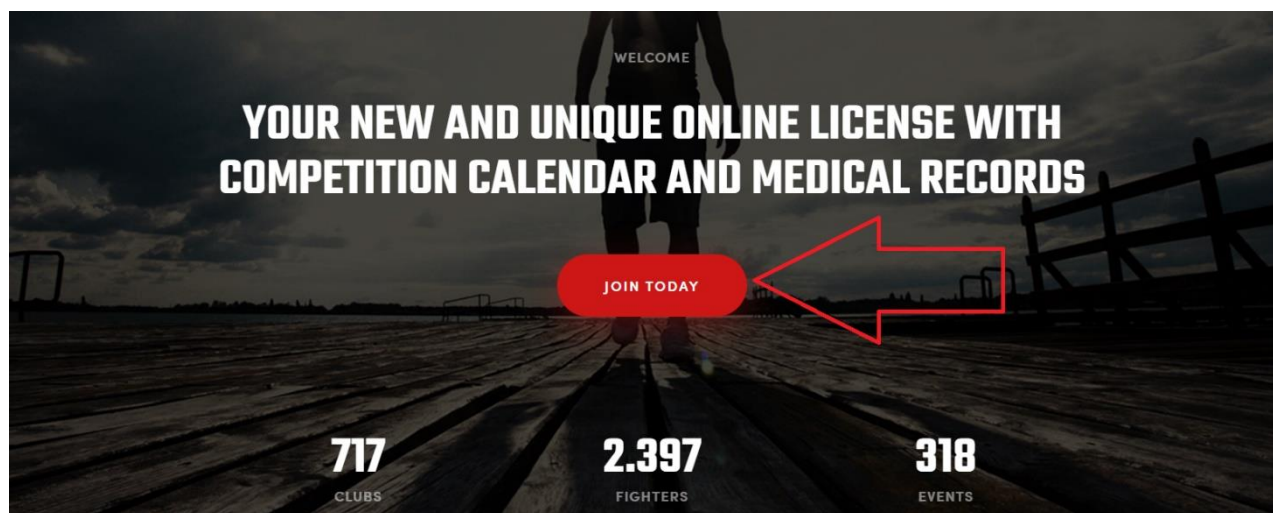 WELCOME
YOUR NEW AND UNIQUE ONLINE LICENSE WITH
COMPETITION CALENDAR AND MEDICAL RECORDS
JOIN TODAY
717
2.397
318
CLUBS
FIGHTERS
EVENTS